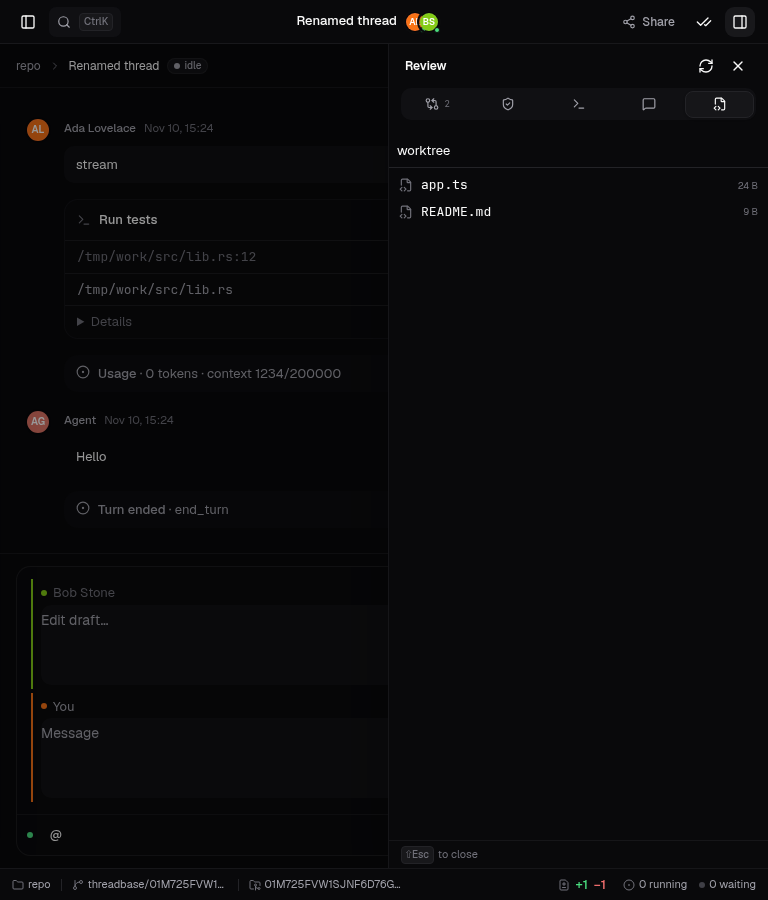 CtrlK
Renamed thread
BS
Share
repo
Renamed thread
idle
Review
2
AL
Ada Lovelace
Nov 10, 15:24
stream
worktree
app.ts
24 B
README.md
9 B
Run tests
/tmp/work/src/lib.rs:12
/tmp/work/src/lib.rs
Details
Usage · 0 tokens · context 1234/200000
AG
Agent
Nov 10, 15:24
Hello
Turn ended · end_turn
Bob Stone
Edit draft…
You
Message
@
⇧Esc to close
repo
threadbase/01M725FVW1…
01M725FVW1SJNF6D76G…
+1 −1
0 running
0 waiting